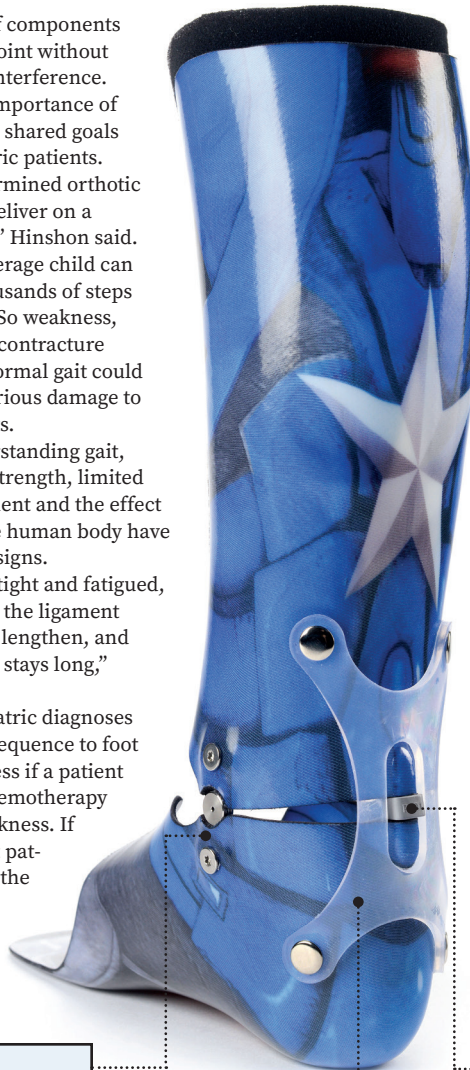 f components
oint without
nterference.
mportance of
shared goals
ric patients.
rmined orthotic
eliver on a
” Hinshon said.
erage child can
usands of steps
So weakness,
contracture
ormal gait could
rious damage to
s.
rstanding gait,
trength, limited
nent and the effect
e human body have
signs.
tight and fatigued,
the ligament
lengthen, and
stays long,”
atric diagnoses
equence to foot
ess if a patient
emotherapy
kness. If
pat-
the